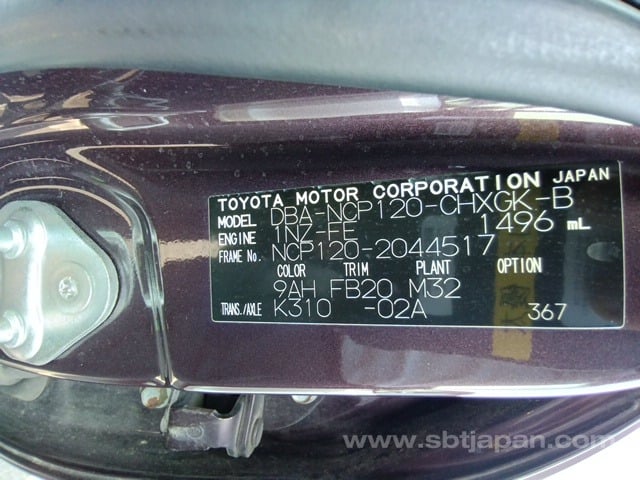 TOYOTA MOTOR CORPORATION JAPAN
MODEL DBA-NCP120-CHXGK-B
ENGINE 1NZ-FE 1496 mL
FRAME No. NCP120-2044517
COLOR TRIM PLANT OPTION
9AH FB20 M32
TRANS./AXLE K310 -02A 367
www.sbtjapan.com